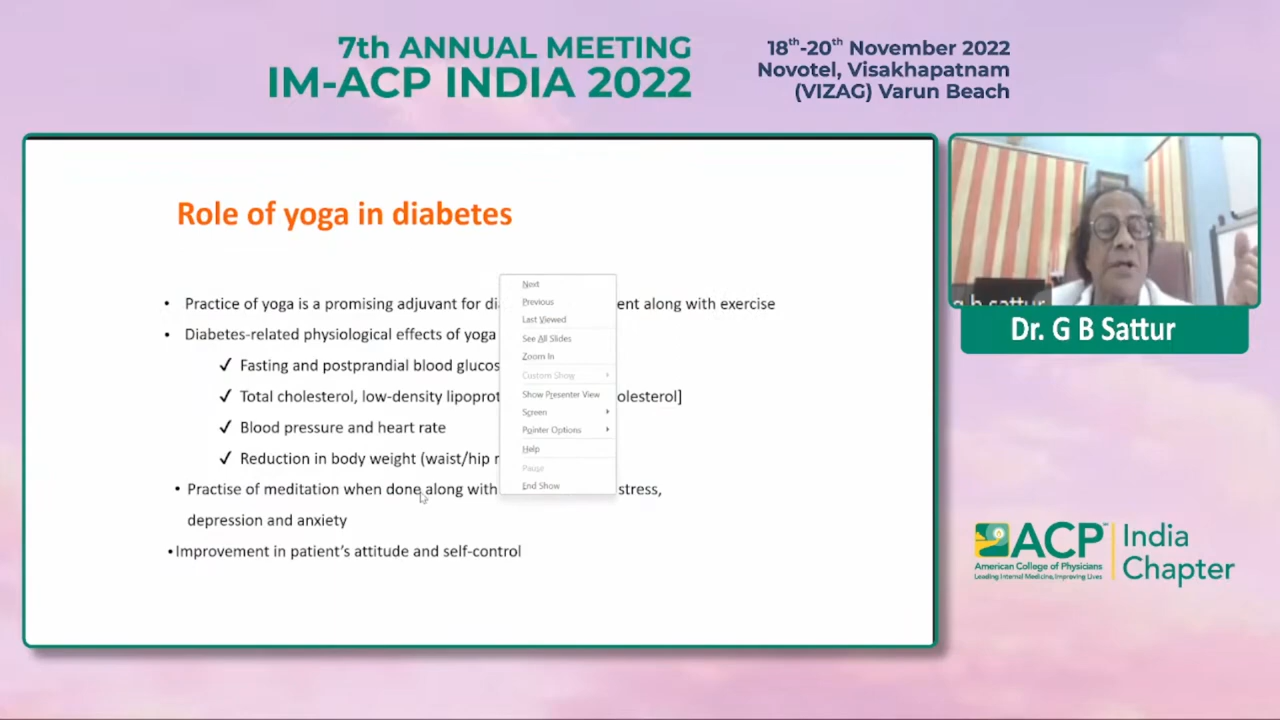 7th ANNUAL MEETING
IM-ACP INDIA 2022
18th-20th November 2022
Novotel, Visakhapatnam
(VIZAG) Varun Beach
Role of yoga in diabetes
• Practice of yoga is a promising adjuvant for di ent along with exercise
• Diabetes-related physiological effects of yoga
✓ Fasting and postprandial blood glucos
✓ Total cholesterol, low-density lipoprot olesterol]
✓ Blood pressure and heart rate
✓ Reduction in body weight (waist/hip r
• Practise of meditation when done along with stress,
depression and anxiety
• Improvement in patient's attitude and self-control
Next
Previous
Last Viewed
See All Slides
Zoom In
Custom Show
Show Presenter View
Screen
Pointer Options
Help
Pause
End Show
g b sattur
Dr. G B Sattur
ACP™
American College of Physicians
Leading Internal Medicine, Improving Lives
India
Chapter